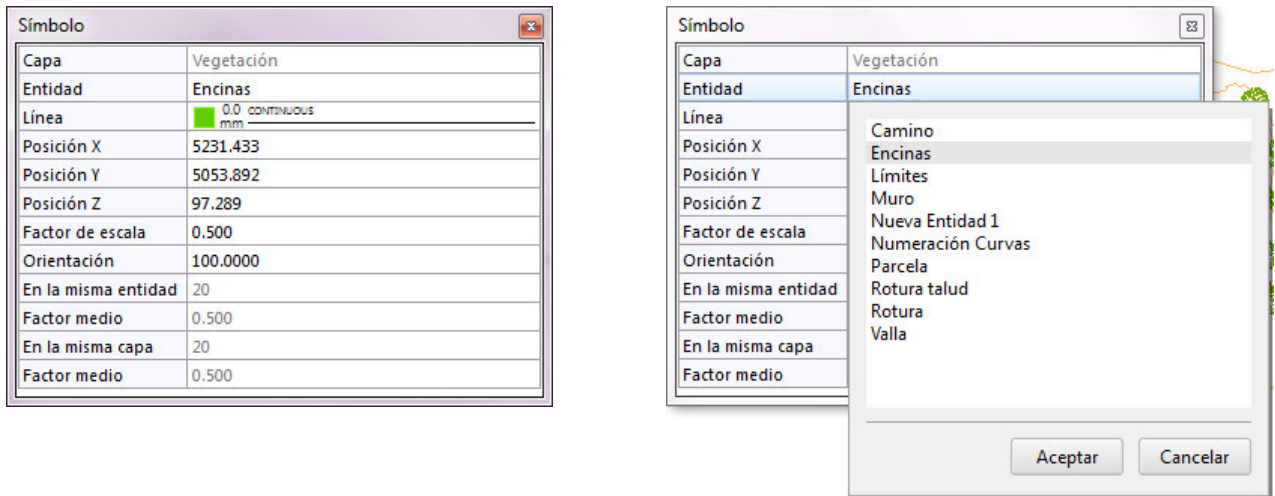 Símbolo
Capa Vegetación
Entidad Encinas
Línea 0.0 mm CONTINUOUS
Posición X 5231.433
Posición Y 5053.892
Posición Z 97.289
Factor de escala 0.500
Orientación 100.0000
En la misma entidad 20
Factor medio 0.500
En la misma capa 20
Factor medio 0.500
Símbolo
Capa Vegetación
Entidad Encinas
Línea
Posición X
Posición Y
Posición Z
Factor de escala
Orientación
En la misma entidad
Factor medio
En la misma capa
Factor medio
Camino
Encinas
Límites
Muro
Nueva Entidad 1
Numeración Curvas
Parcela
Rotura talud
Rotura
Valla
Aceptar Cancelar